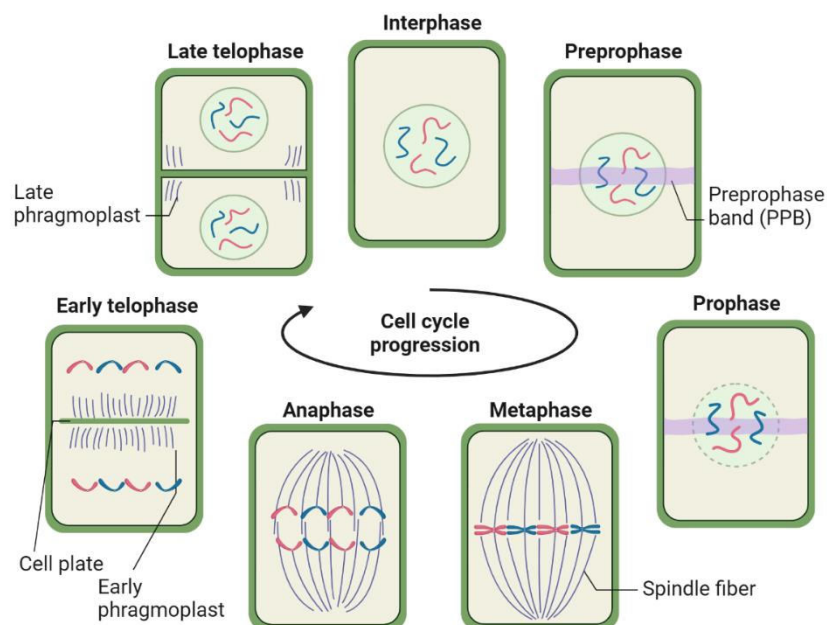 Interphase
Late telophase
Preprophase
Late
phragmoplast
Preprophase
band (PPB)
Early telophase
Cell cycle
progression
Prophase
Anaphase
Metaphase
Cell plate
Early
phragmoplast
Spindle fiber